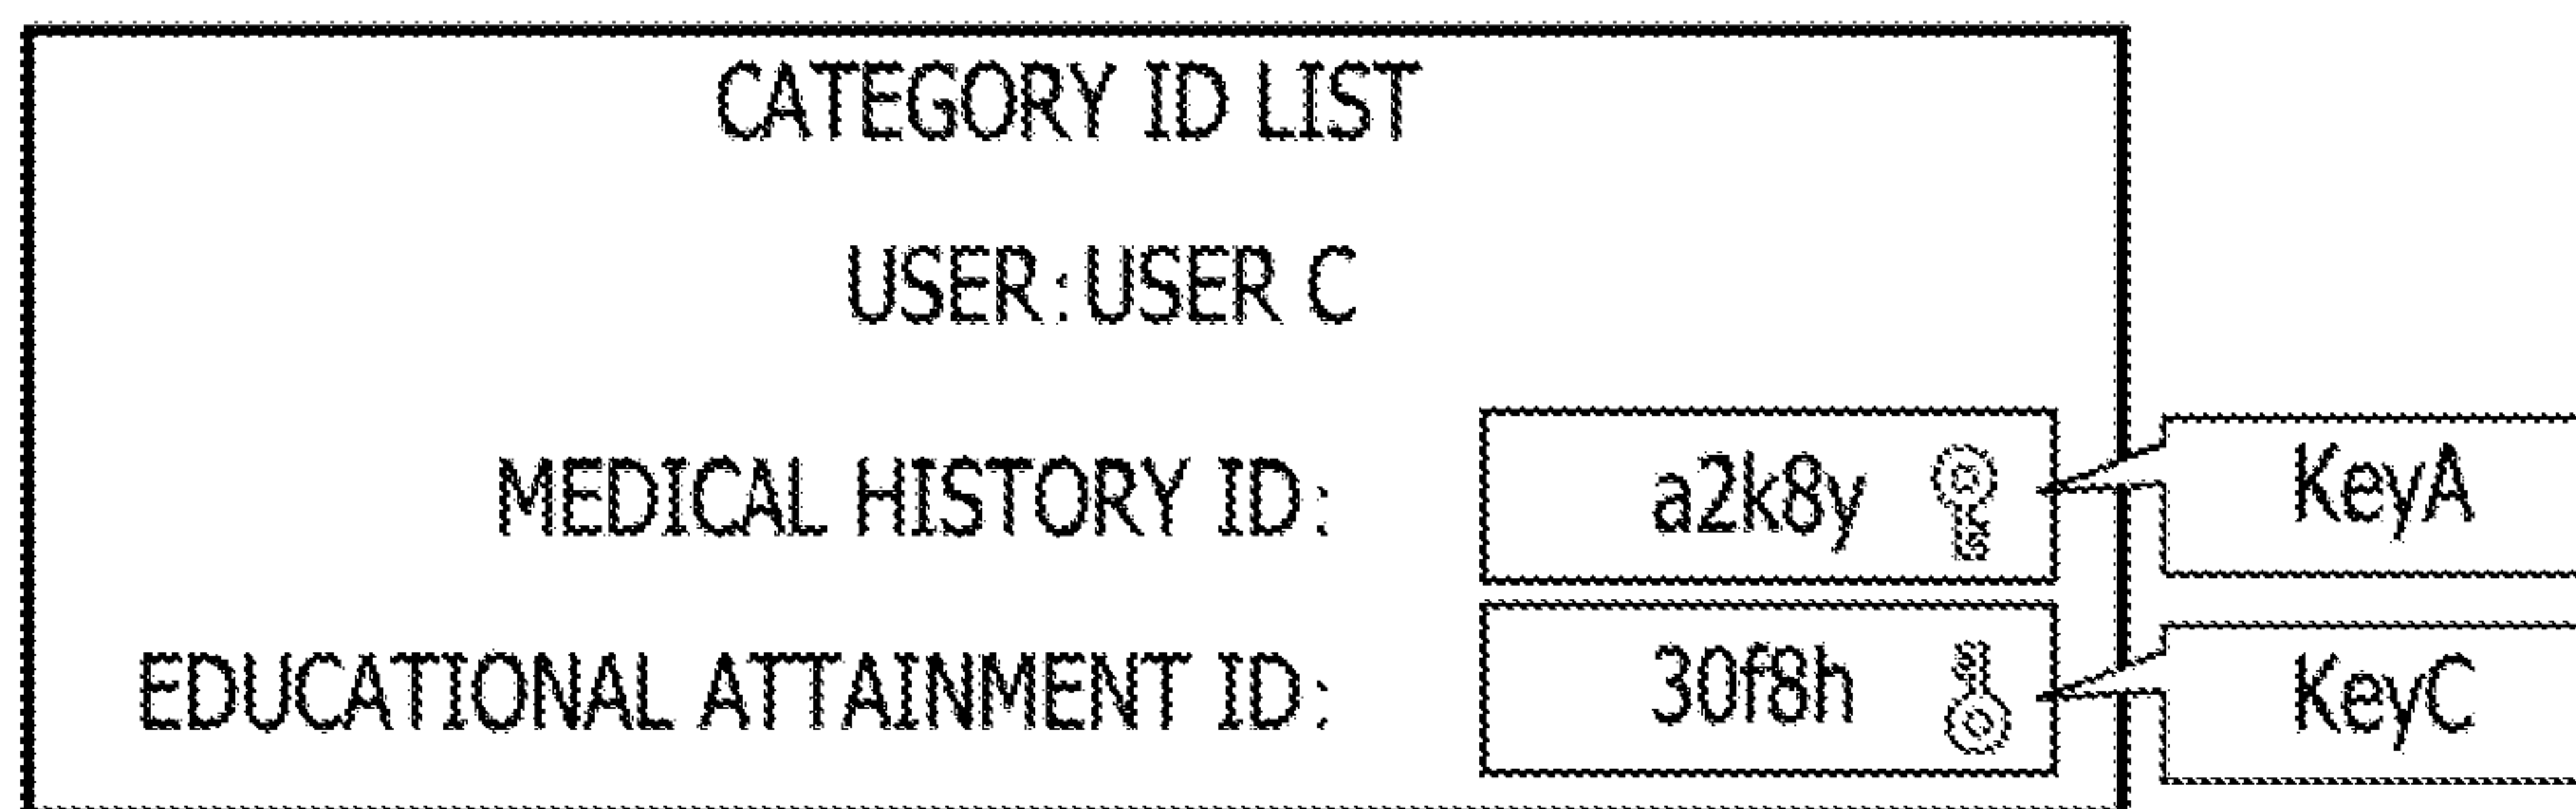 CATEGORY ID LIST
USER:USER C
MEDICAL HISTORY ID: a2k8y KeyA
EDUCATIONAL ATTAINMENT ID: 30f8h KeyC